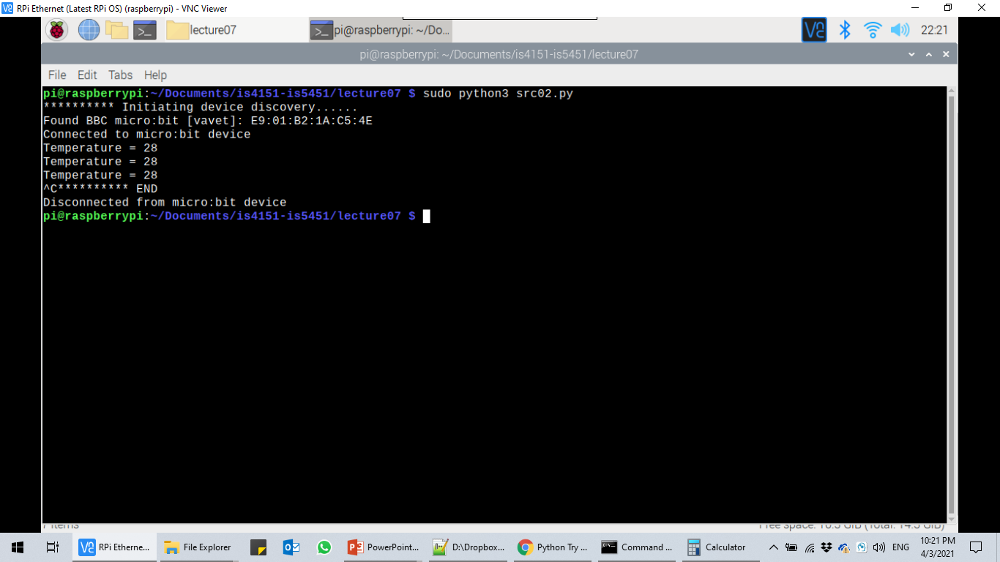 RPi Ethernet (Latest RPi OS) (raspberrypi) - VNC Viewer
lecture07
pi@raspberrypi: ~/Do...
22:21
pi@raspberrypi: ~/Documents/is4151-is5451/lecture07
File Edit Tabs Help
pi@raspberrypi:~/Documents/is4151-is5451/lecture07 $ sudo python3 src02.py
********** Initiating device discovery......
Found BBC micro:bit [vavet]: E9:01:B2:1A:C5:4E
Connected to micro:bit device
Temperature = 28
Temperature = 28
Temperature = 28
^C********** END
Disconnected from micro:bit device
pi@raspberrypi:~/Documents/is4151-is5451/lecture07 $
7 items
Free space: 10.5 GiB (Total: 14.3 GiB)
RPi Etherne...
File Explorer
PowerPoint...
D:\Dropbox...
Python Try ...
Command ...
Calculator
ENG
10:21 PM
4/3/2021